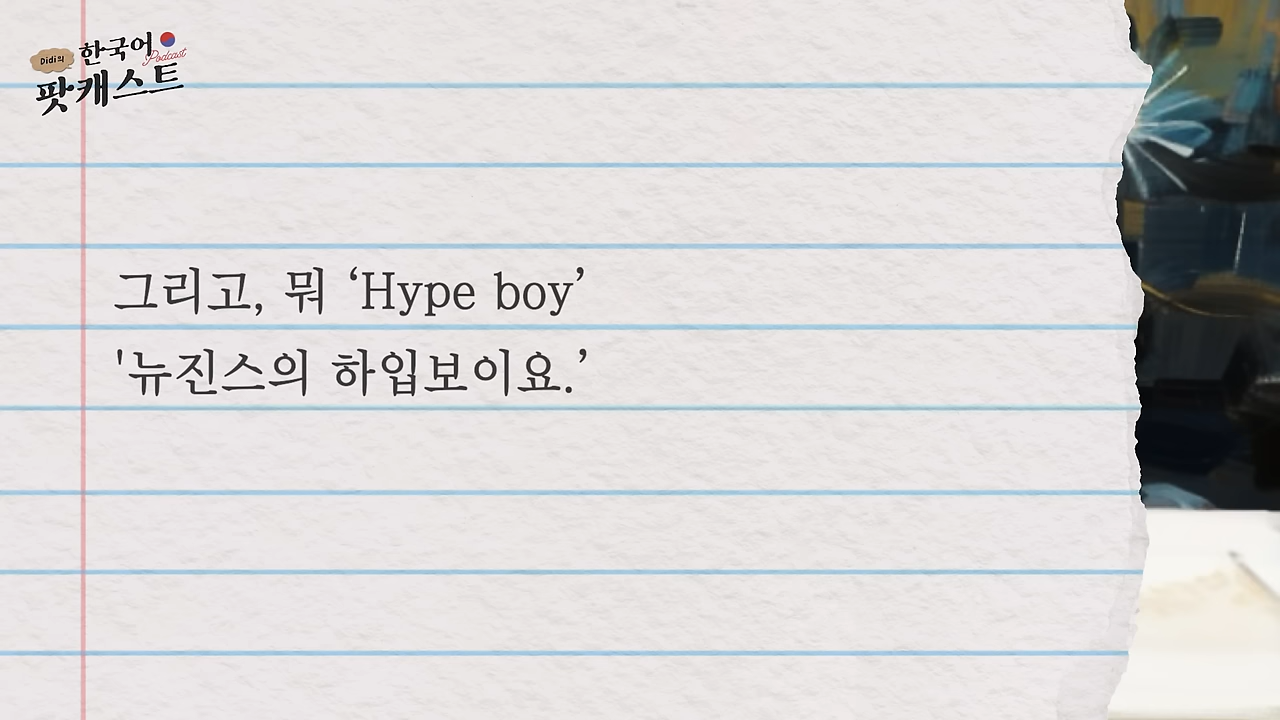 Didi의
한국어
Podcast
팟캐스트
그리고, 뭐 ‘Hype boy’
'뉴진스의 하입보이요.’